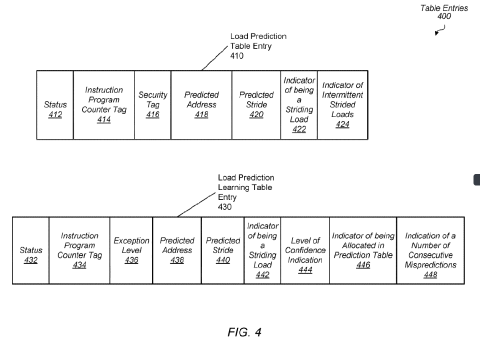 Table Entries
400
Load Prediction
Table Entry
410
Status
412
Instruction
Program
Counter Tag
414
Security
Tag
416
Predicted
Address
418
Predicted
Stride
420
Indicator
of being
a
Striding
Load
422
Indicator of
Intermittent
Strided
Loads
424
Load Prediction
Learning Table
Entry
430
Status
432
Instruction
Program
Counter Tag
434
Exception
Level
436
Predicted
Address
438
Predicted
Stride
440
Indicator
of being
a
Striding
Load
442
Level of
Confidence
Indication
444
Indicator of being
Allocated in
Prediction Table
446
Indication of a
Number of
Consecutive
Mispredictions
448
FIG. 4